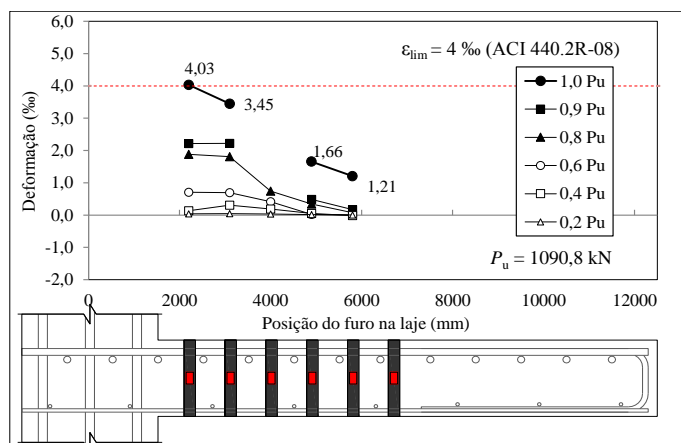 6,0
5,0
4,0
3,0
2,0
1,0
0,0
-1,0
-2,0
Deformação (‰)
4,03
3,45
1,66
1,21
ε_lim = 4 ‰ (ACI 440.2R-08)
1,0 Pu
0,9 Pu
0,8 Pu
0,6 Pu
0,4 Pu
0,2 Pu
P_u = 1090,8 kN
0 2000 4000 6000 8000 10000 12000
Posição do furo na laje (mm)